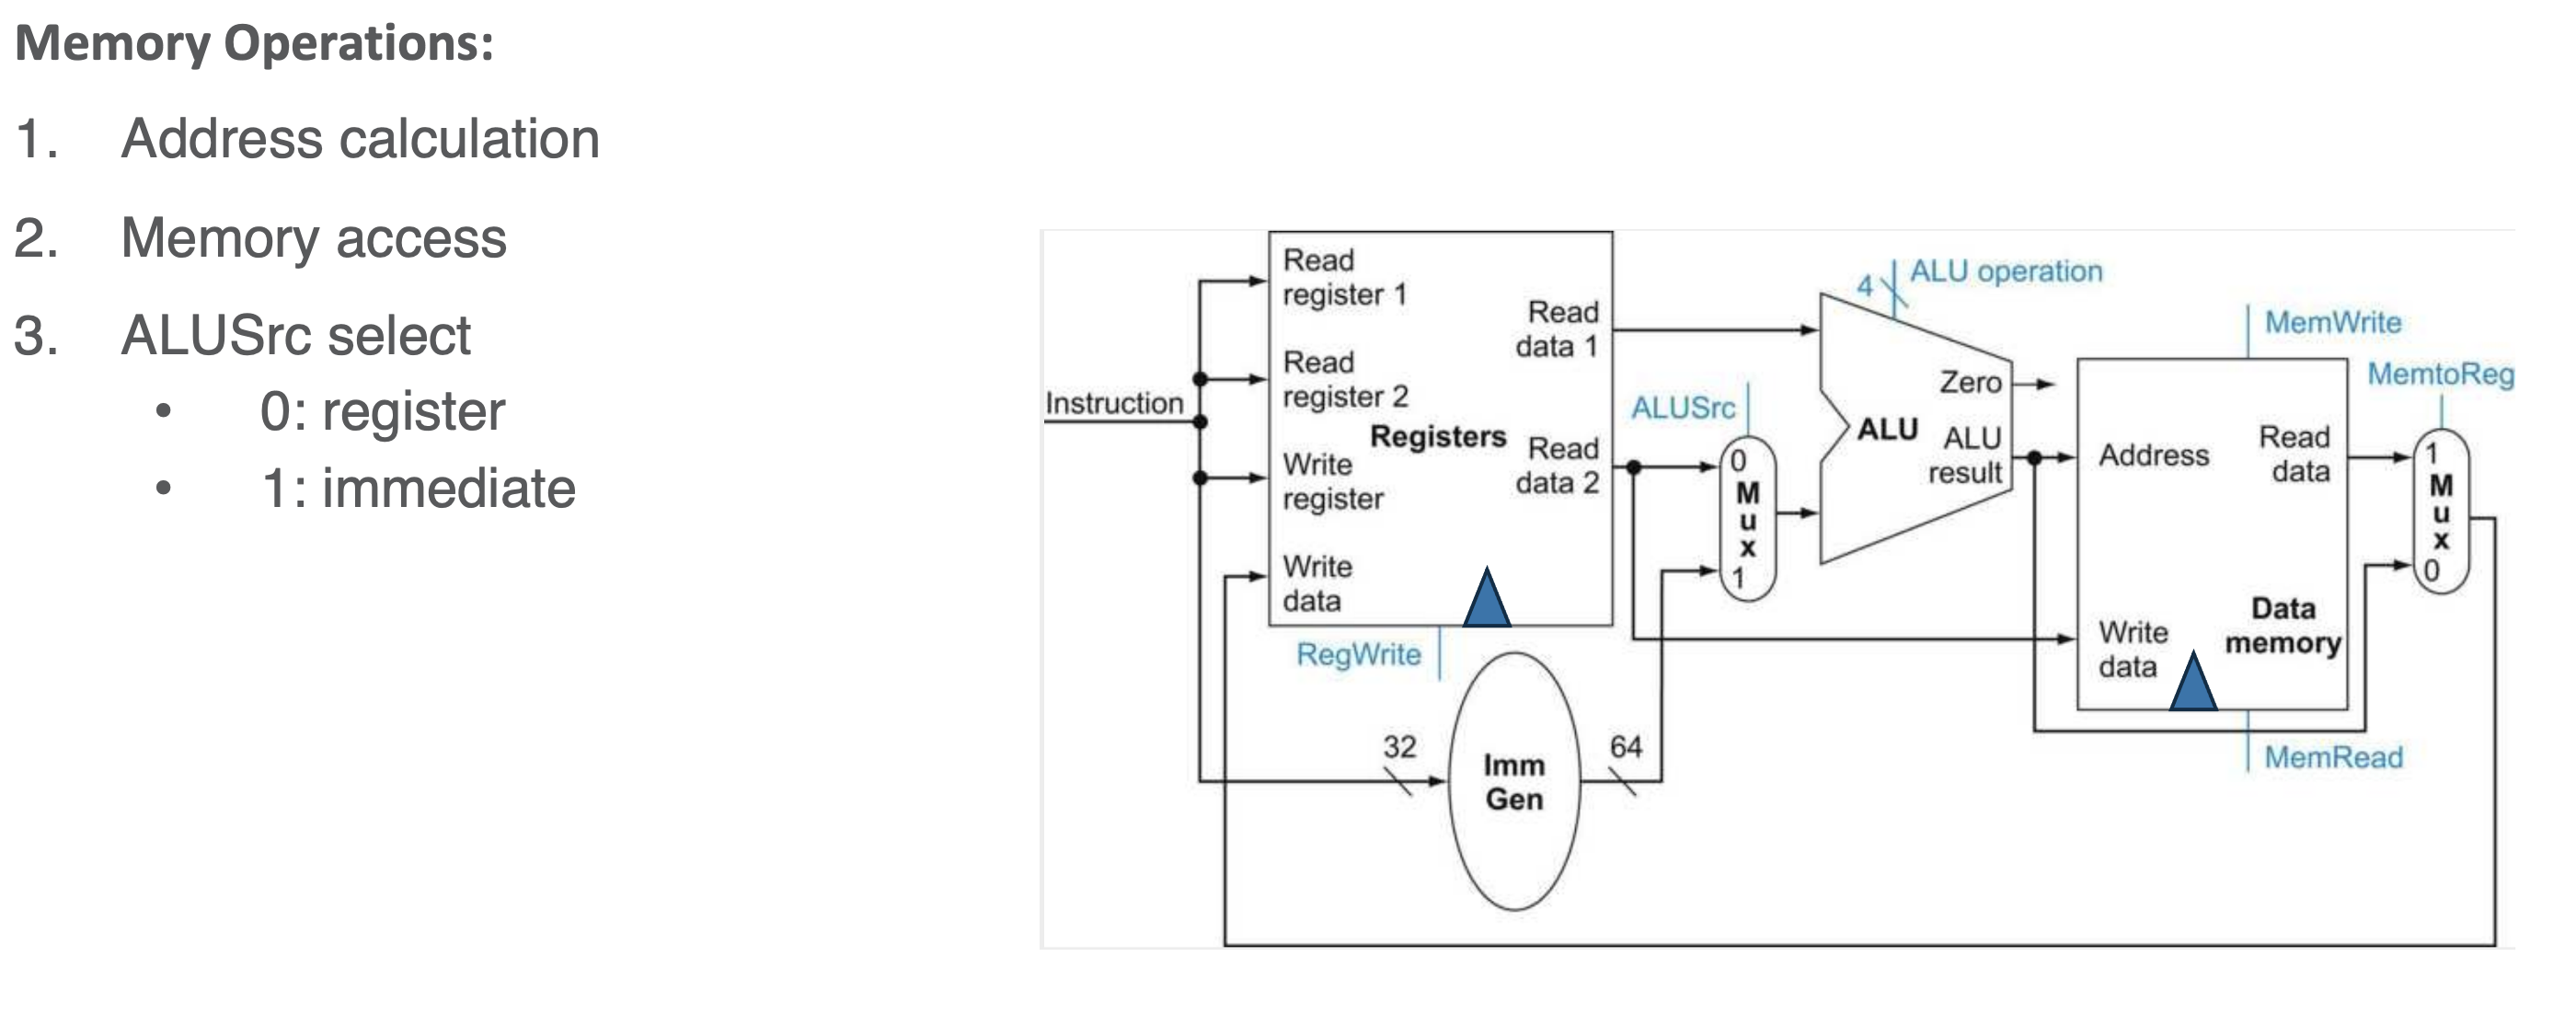 Memory Operations:
1. Address calculation
2. Memory access
3. ALUSrc select
• 0: register
• 1: immediate
Instruction
Read
register 1
Read
register 2
Write
register
Write
data
Registers
Read
data 1
Read
data 2
RegWrite
32
Imm
Gen
64
ALUSrc
0
M
u
x
1
4
ALU operation
ALU
Zero
ALU
result
MemWrite
Address
Read
data
Write
data
Data
memory
MemRead
MemtoReg
1
M
u
x
0